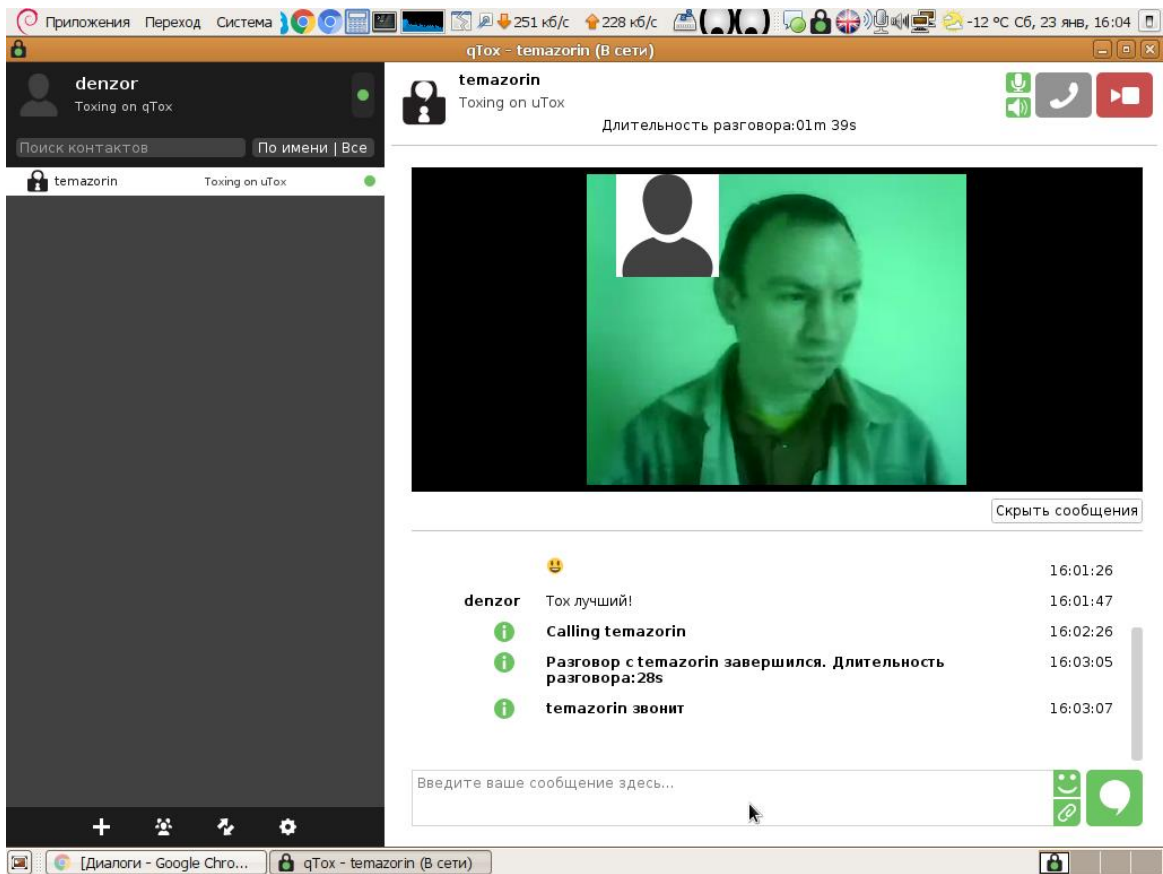 Приложения Переход Система 251 кб/с 228 кб/с -12 °C Сб, 23 янв, 16:04
qTox - temazorin (В сети)
denzor
Toxing on qTox
Поиск контактов По имени | Все
temazorin Toxing on uTox
temazorin
Toxing on uTox
Длительность разговора:01m 39s
Скрыть сообщения
16:01:26
denzor Тох лучший! 16:01:47
Calling temazorin 16:02:26
Разговор с temazorin завершился. Длительность 16:03:05
разговора:28s
temazorin звонит 16:03:07
Введите ваше сообщение здесь...
[Диалоги - Google Chro... qTox - temazorin (В сети)